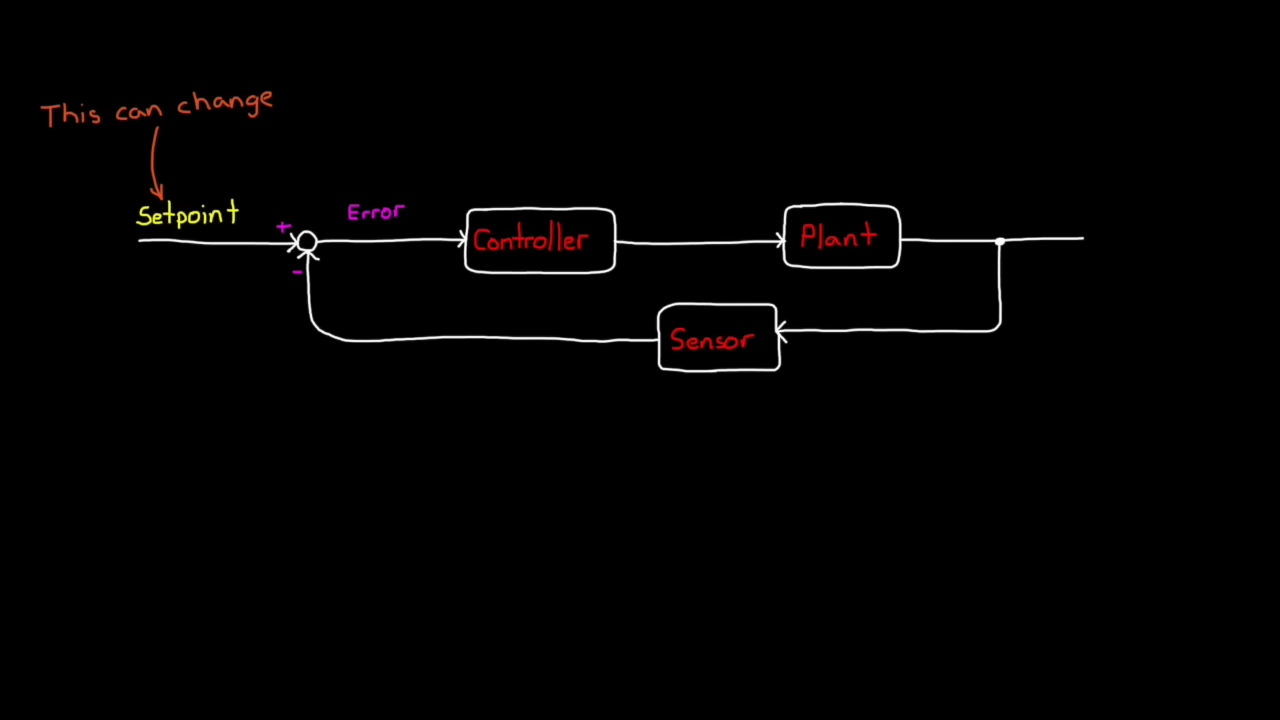 This can change
Setpoint
+
Error
Controller
Plant
-
Sensor